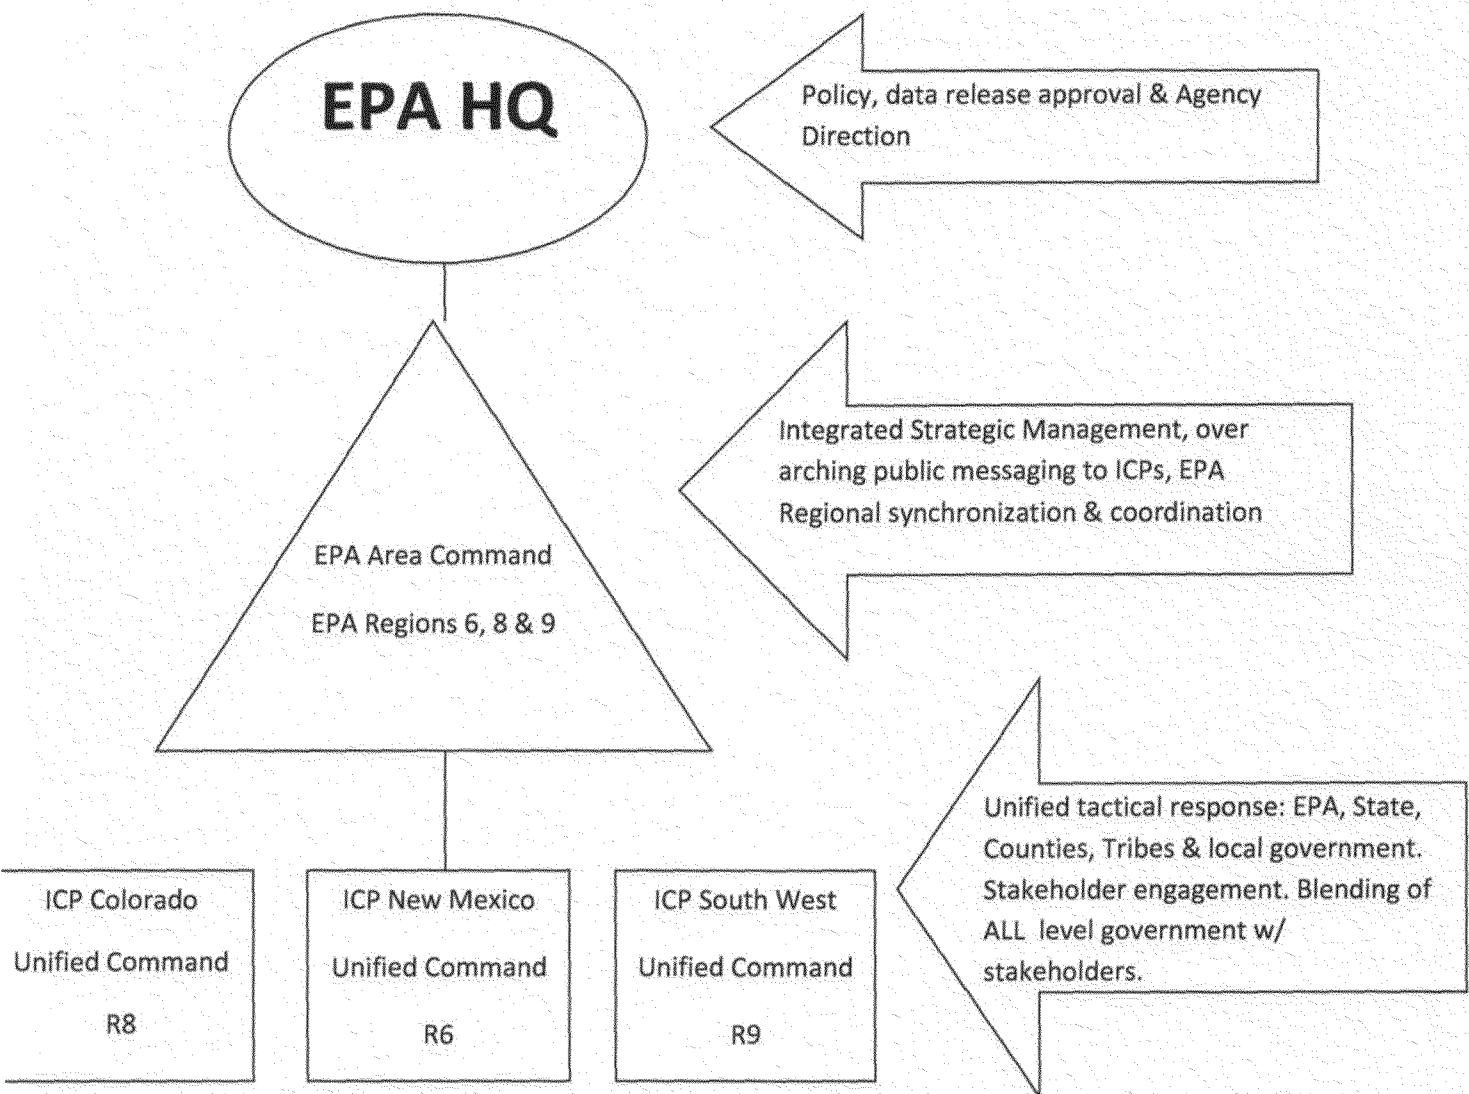 EPA HQ
Policy, data release approval & Agency
Direction
Integrated Strategic Management, over
arching public messaging to ICPs, EPA
Regional synchronization & coordination
EPA Area Command
EPA Regions 6, 8 & 9
Unified tactical response: EPA, State,
Counties, Tribes & local government.
Stakeholder engagement. Blending of
ALL level government w/
stakeholders.
ICP Colorado
Unified Command
R8
ICP New Mexico
Unified Command
R6
ICP South West
Unified Command
R9